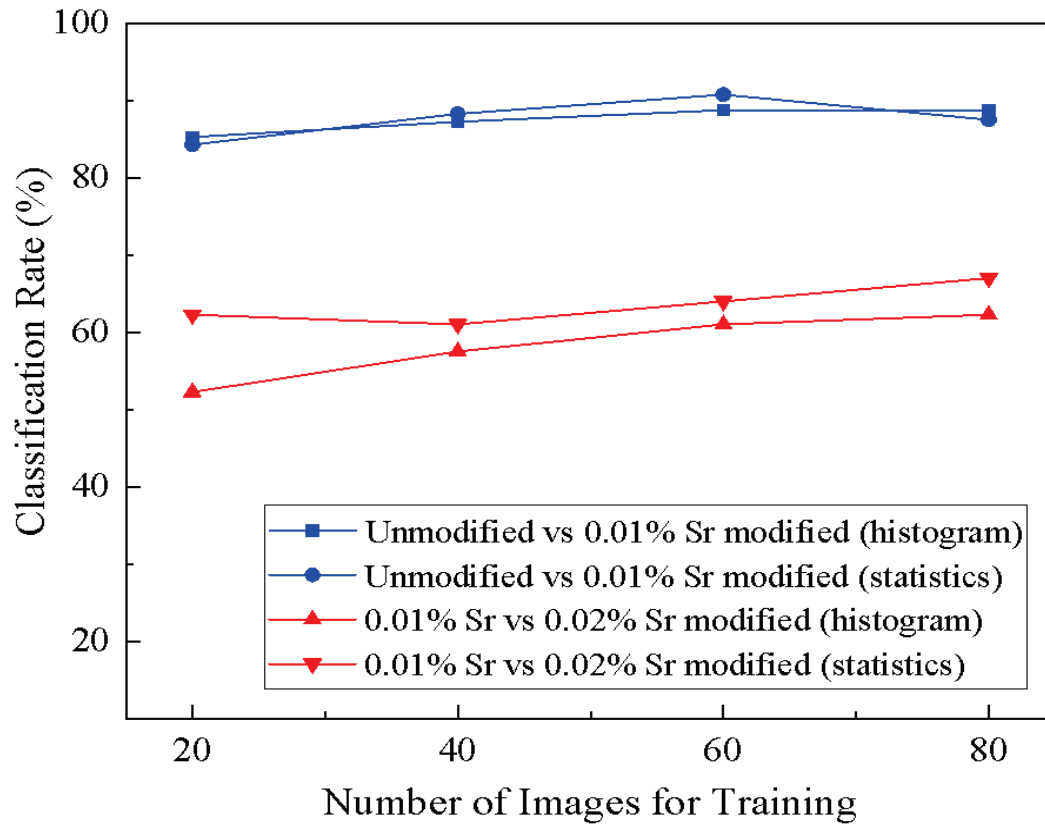 100
80
60
40
20
Classification Rate (%)
Unmodified vs 0.01% Sr modified (histogram)
Unmodified vs 0.01% Sr modified (statistics)
0.01% Sr vs 0.02% Sr modified (histogram)
0.01% Sr vs 0.02% Sr modified (statistics)
20 40 60 80
Number of Images for Training